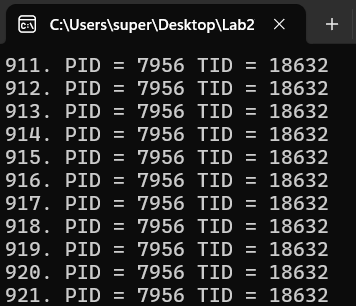 C:\Users\super\Desktop\Lab2
911. PID = 7956 TID = 18632
912. PID = 7956 TID = 18632
913. PID = 7956 TID = 18632
914. PID = 7956 TID = 18632
915. PID = 7956 TID = 18632
916. PID = 7956 TID = 18632
917. PID = 7956 TID = 18632
918. PID = 7956 TID = 18632
919. PID = 7956 TID = 18632
920. PID = 7956 TID = 18632
921. PID = 7956 TID = 18632